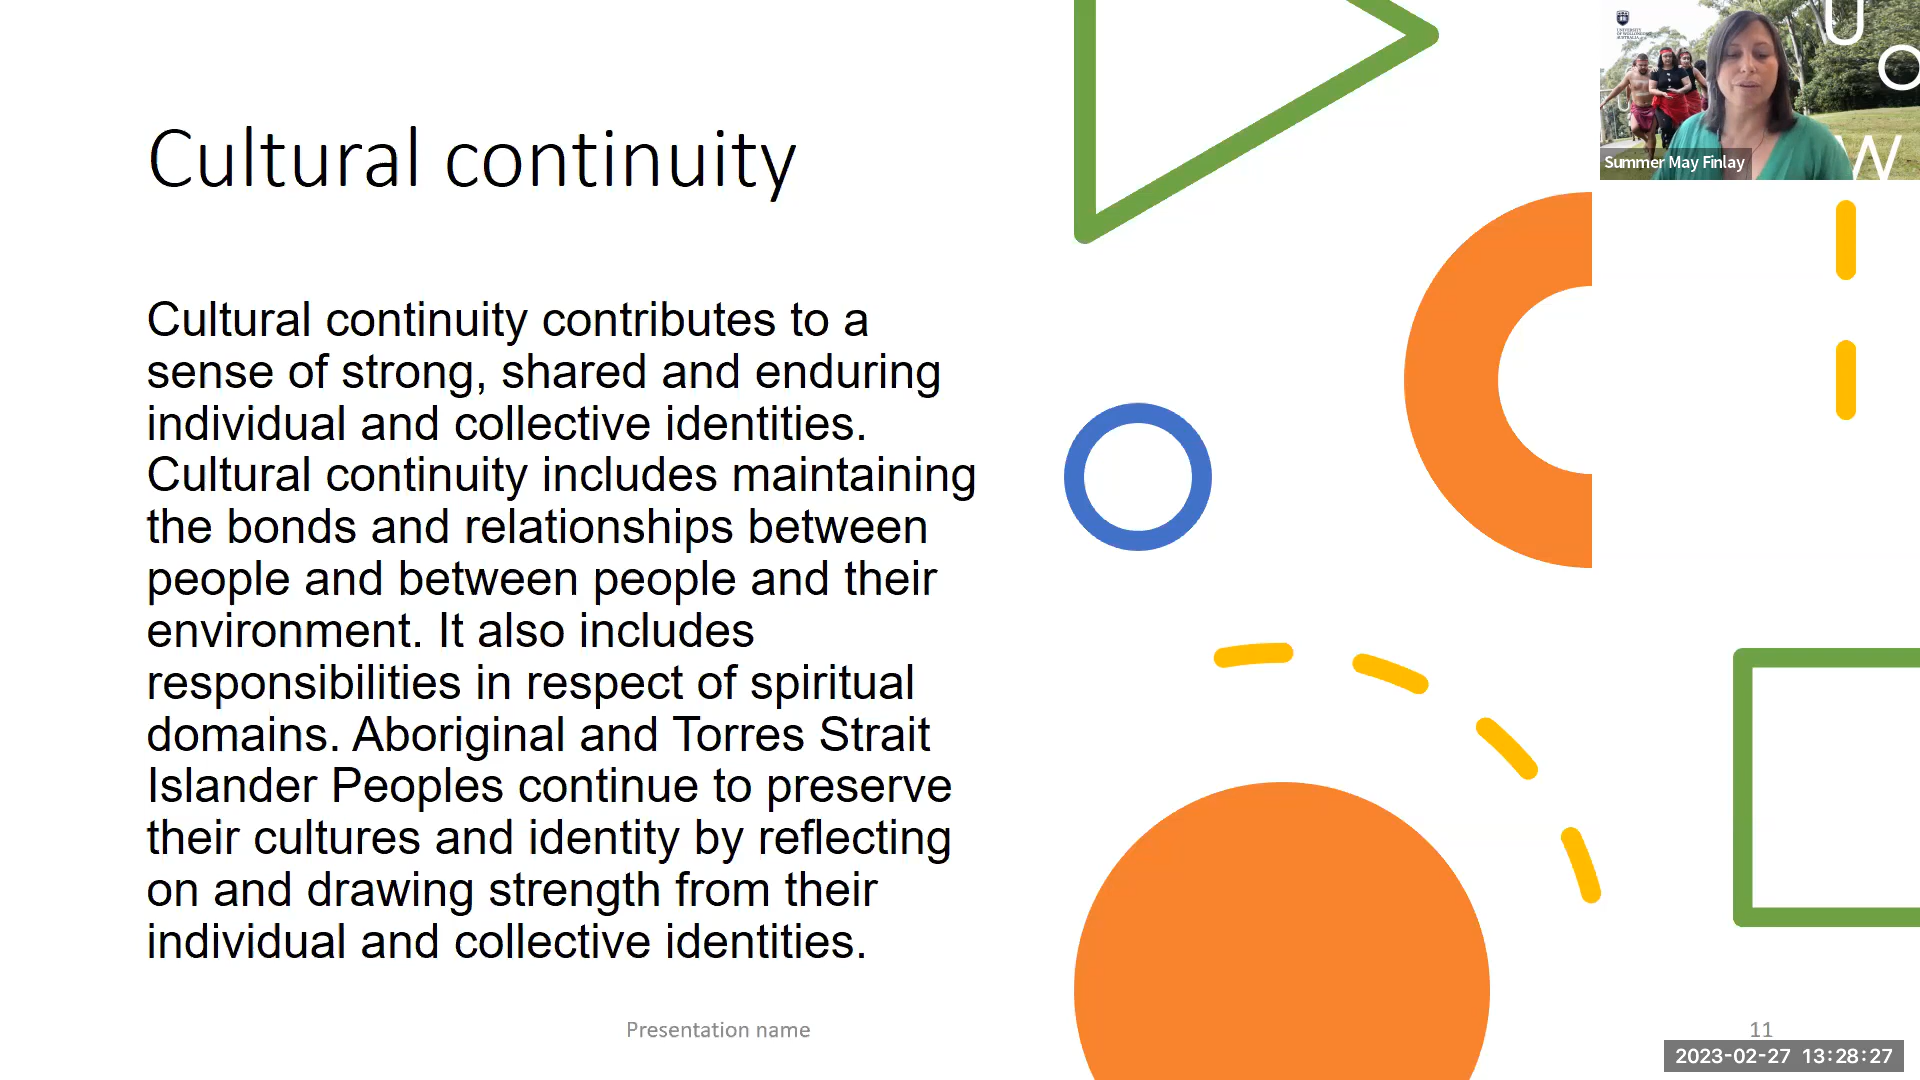 Cultural continuity
Cultural continuity contributes to a
sense of strong, shared and enduring
individual and collective identities.
Cultural continuity includes maintaining
the bonds and relationships between
people and between people and their
environment. It also includes
responsibilities in respect of spiritual
domains. Aboriginal and Torres Strait
Islander Peoples continue to preserve
their cultures and identity by reflecting
on and drawing strength from their
individual and collective identities.
Presentation name
11
2023-02-27 13:28:27
Summer May Finlay
UNIVERSITY
OF WOLLONGONG
AUSTRALIA
U
O
W